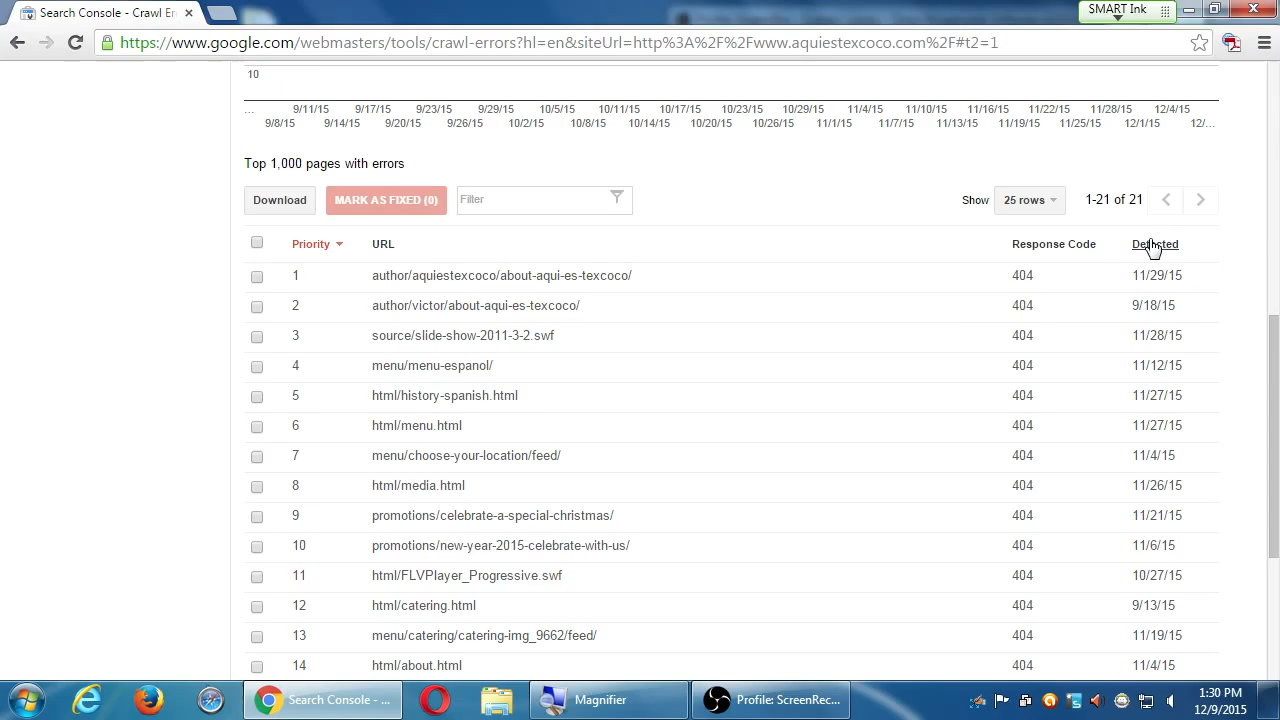 Search Console - Crawl Er
SMART Ink
https://www.google.com/webmasters/tools/crawl-errors?hl=en&siteUrl=http%3A%2F%2Fwww.aquiestexcoco.com%2F#t2=1
10
... 9/11/15 9/17/15 9/23/15 9/29/15 10/5/15 10/11/15 10/17/15 10/23/15 10/29/15 11/4/15 11/10/15 11/16/15 11/22/15 11/28/15 12/4/15
9/8/15 9/14/15 9/20/15 9/26/15 10/2/15 10/8/15 10/14/15 10/20/15 10/26/15 11/1/15 11/7/15 11/13/15 11/19/15 11/25/15 12/1/15 12/...
Top 1,000 pages with errors
Download MARK AS FIXED (0) Filter Show 25 rows 1-21 of 21
Priority URL Response Code Detected
1 author/aquiestexcoco/about-aqui-es-texcoco/ 404 11/29/15
2 author/victor/about-aqui-es-texcoco/ 404 9/18/15
3 source/slide-show-2011-3-2.swf 404 11/28/15
4 menu/menu-espanol/ 404 11/12/15
5 html/history-spanish.html 404 11/27/15
6 html/menu.html 404 11/27/15
7 menu/choose-your-location/feed/ 404 11/4/15
8 html/media.html 404 11/26/15
9 promotions/celebrate-a-special-christmas/ 404 11/21/15
10 promotions/new-year-2015-celebrate-with-us/ 404 11/6/15
11 html/FLVPlayer_Progressive.swf 404 10/27/15
12 html/catering.html 404 9/13/15
13 menu/catering/catering-img_9662/feed/ 404 11/19/15
14 html/about.html 404 11/4/15
Search Console - ... Magnifier Profile: ScreenRec...
1:30 PM
12/9/2015